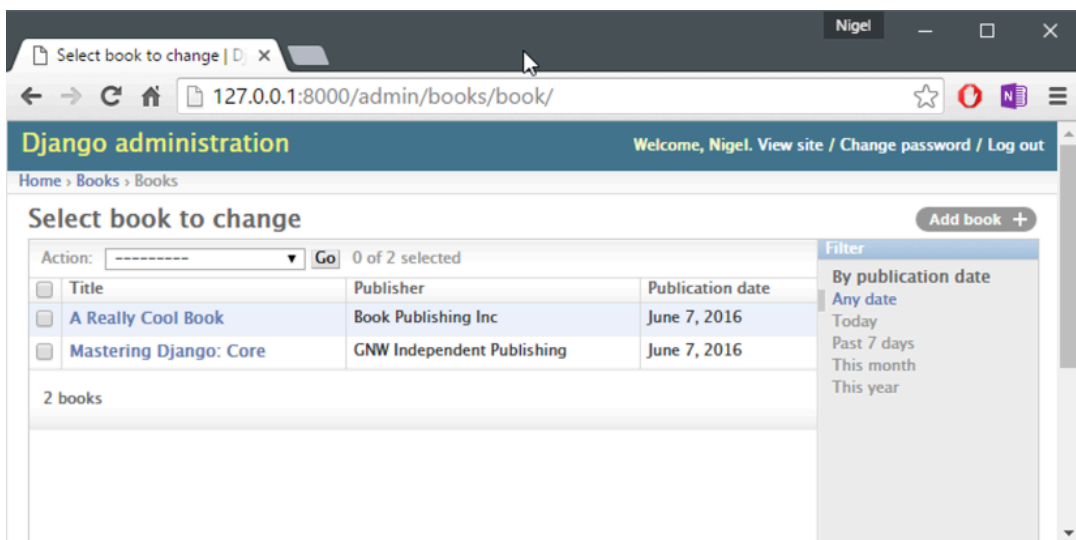 Nigel
Select book to change | Dj
127.0.0.1:8000/admin/books/book/
Django administration
Welcome, Nigel. View site / Change password / Log out
Home › Books › Books
Select book to change
Add book +
Action: --------- Go 0 of 2 selected
Filter
Title Publisher Publication date
By publication date
A Really Cool Book Book Publishing Inc June 7, 2016
Any date
Today
Mastering Django: Core GNW Independent Publishing June 7, 2016
Past 7 days
This month
This year
2 books